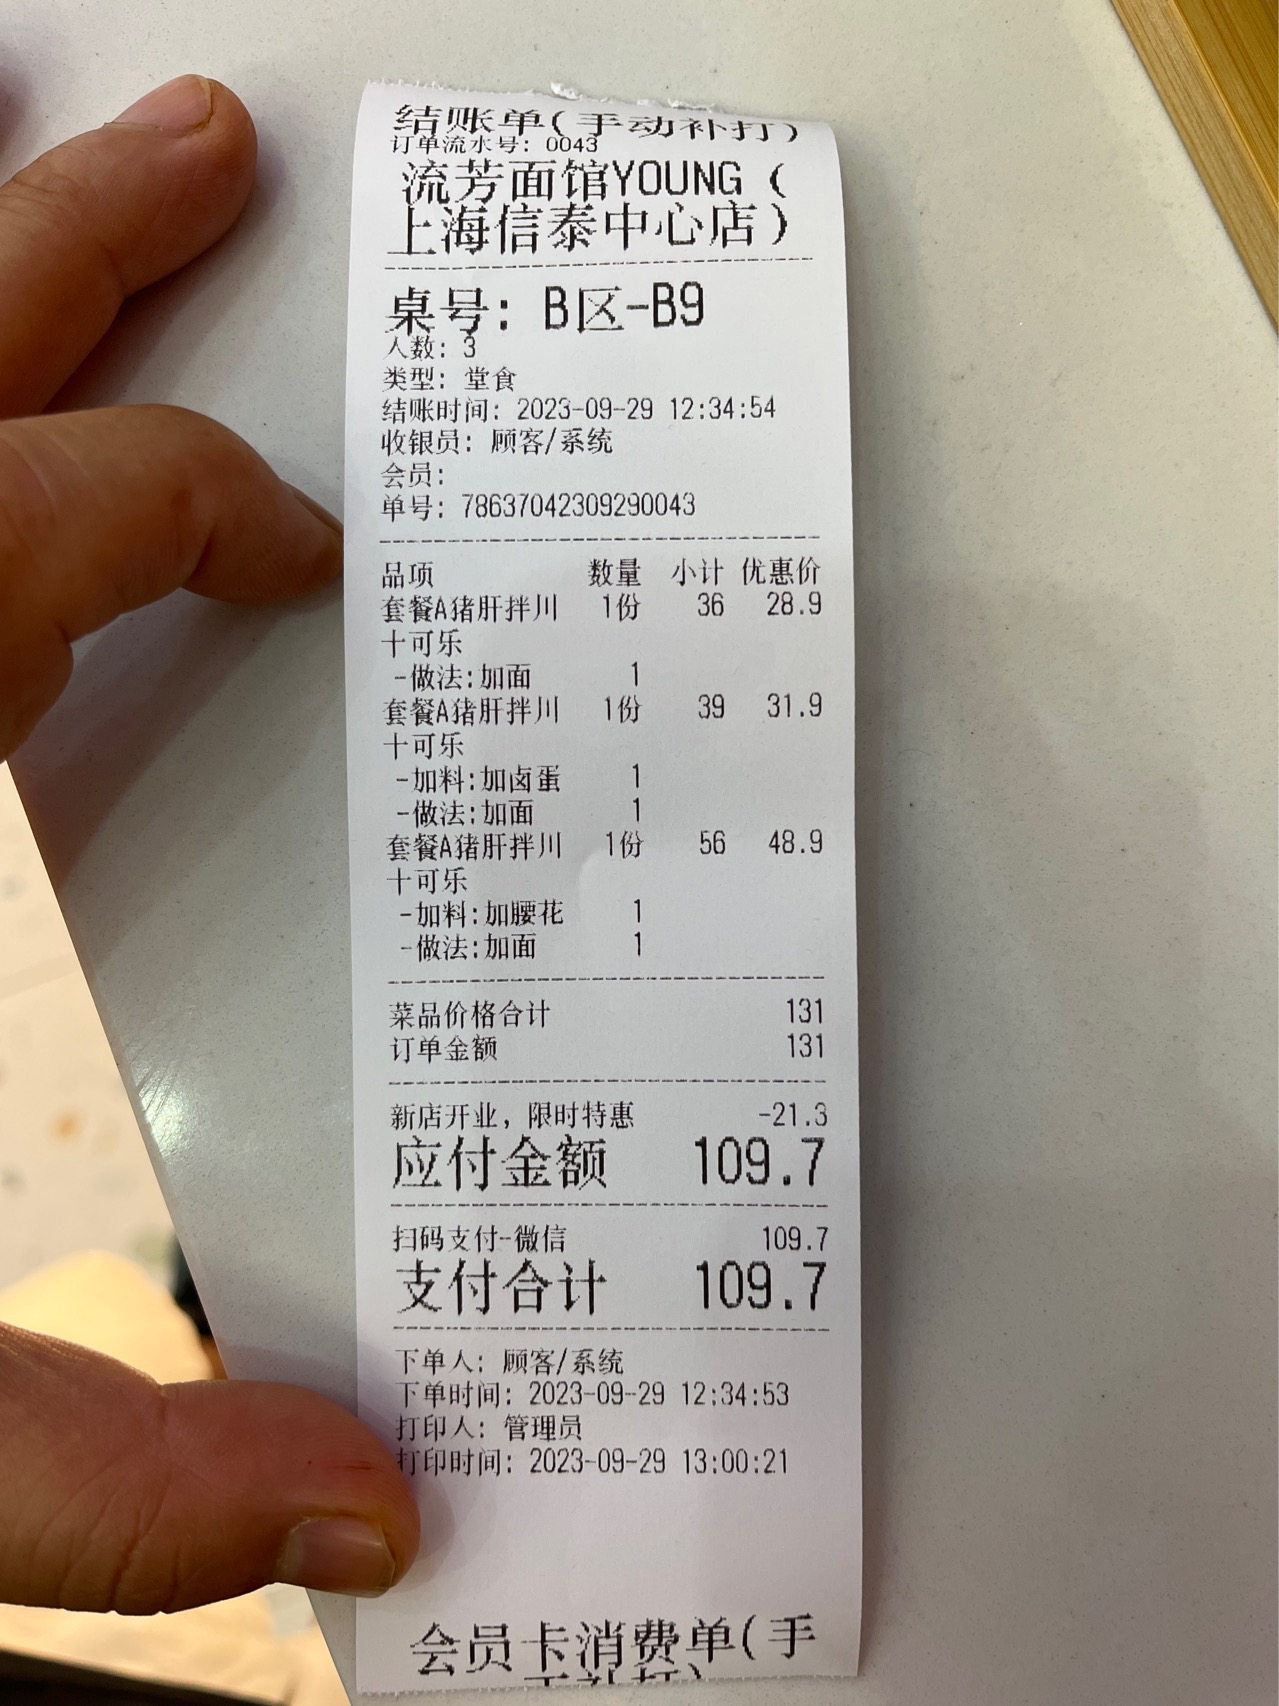 结账单(手动补打)
订单流水号: 0043
流芳面馆YOUNG(
上海信泰中心店)
桌号: B区-B9
人数: 3
类型: 堂食
结账时间: 2023-09-29 12:34:54
收银员: 顾客/系统
会员:
单号: 78637042309290043
品项 数量 小计 优惠价
套餐A猪肝拌川 1份 36 28.9
十可乐
-做法:加面 1
套餐A猪肝拌川 1份 39 31.9
十可乐
-加料:加卤蛋 1
-做法:加面 1
套餐A猪肝拌川 1份 56 48.9
十可乐
-加料:加腰花 1
-做法:加面 1
菜品价格合计 131
订单金额 131
新店开业，限时特惠 -21.3
应付金额 109.7
扫码支付-微信 109.7
支付合计 109.7
下单人: 顾客/系统
下单时间: 2023-09-29 12:34:53
打印人: 管理员
打印时间: 2023-09-29 13:00:21
会员卡消费单(手